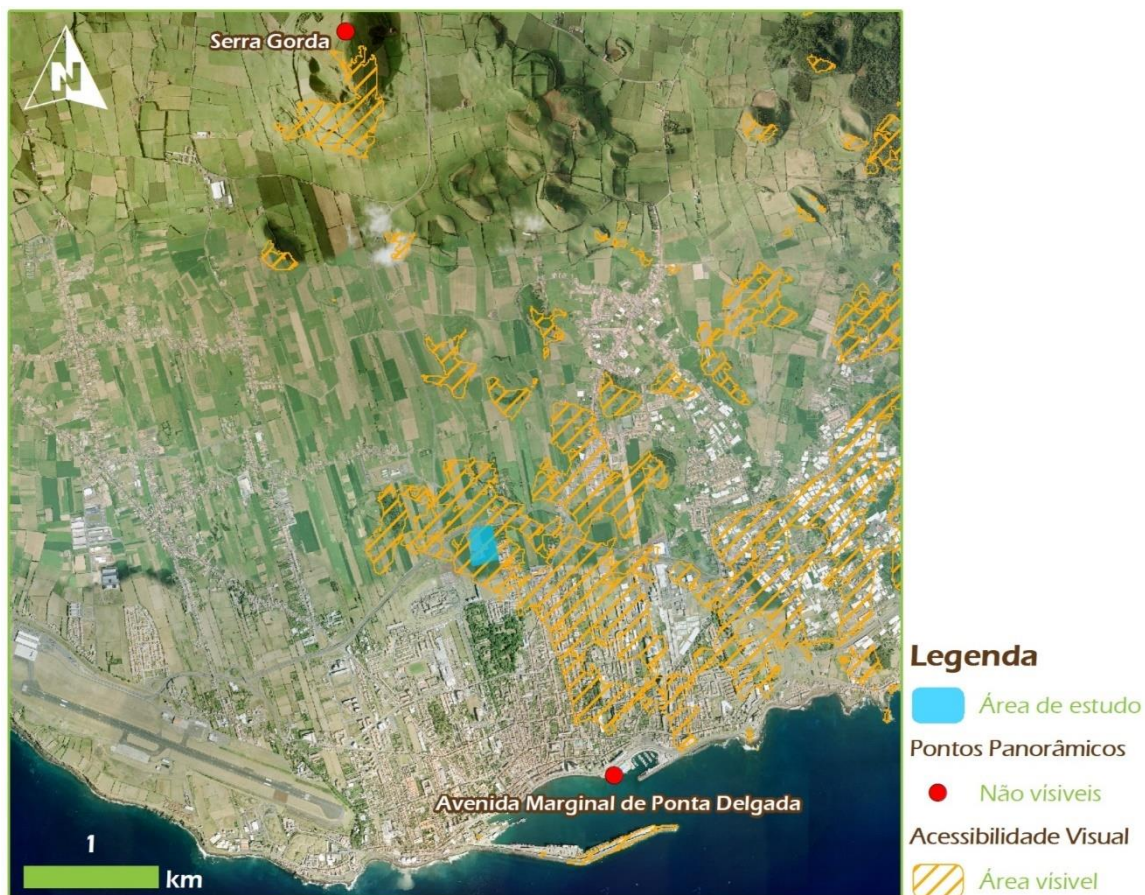 Serra Gorda
N
Avenida Marginal de Ponta Delgada
1
km
Legenda
Área de estudo
Pontos Panorâmicos
Não vísiveis
Acessibilidade Visual
Área vísivel